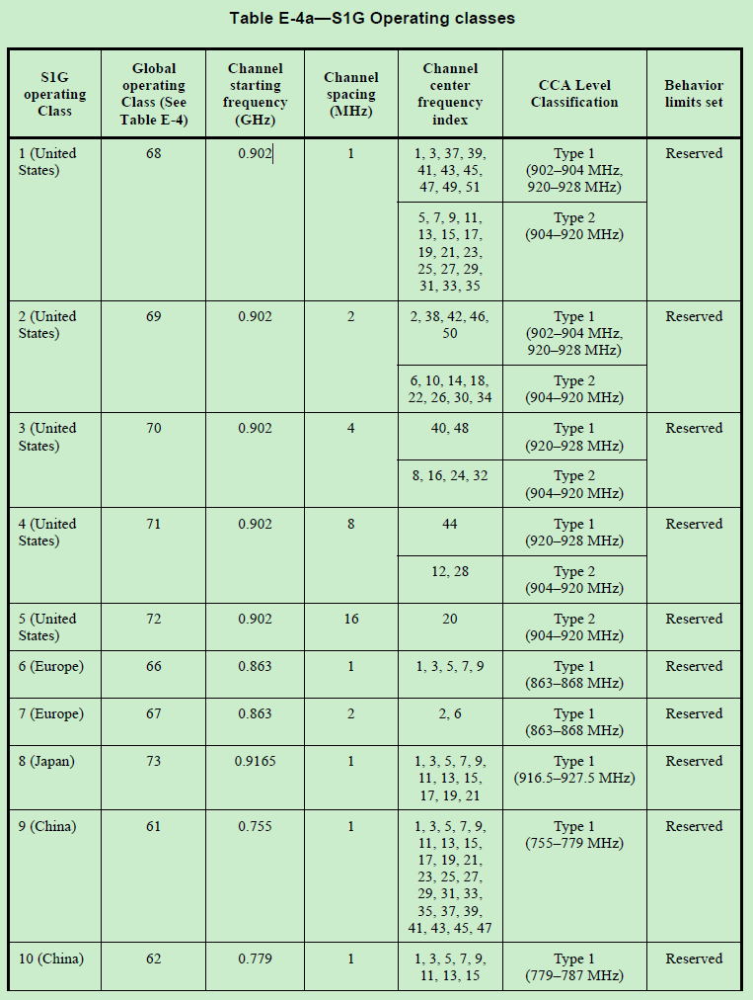 Table E-4a—S1G Operating classes
S1G
operating
Class
Global
operating
Class (See
Table E-4)
Channel
starting
frequency
(GHz)
Channel
spacing
(MHz)
Channel
center
frequency
index
CCA Level
Classification
Behavior
limits set
1 (United
States)
68
0.902
1
1, 3, 37, 39,
41, 43, 45,
47, 49, 51
Type 1
(902–904 MHz,
920–928 MHz)
Reserved
5, 7, 9, 11,
13, 15, 17,
19, 21, 23,
25, 27, 29,
31, 33, 35
Type 2
(904–920 MHz)
2 (United
States)
69
0.902
2
2, 38, 42, 46,
50
Type 1
(902–904 MHz,
920–928 MHz)
Reserved
6, 10, 14, 18,
22, 26, 30, 34
Type 2
(904–920 MHz)
3 (United
States)
70
0.902
4
40, 48
Type 1
(920–928 MHz)
Reserved
8, 16, 24, 32
Type 2
(904–920 MHz)
4 (United
States)
71
0.902
8
44
Type 1
(920–928 MHz)
Reserved
12, 28
Type 2
(904–920 MHz)
5 (United
States)
72
0.902
16
20
Type 2
(904–920 MHz)
Reserved
6 (Europe)
66
0.863
1
1, 3, 5, 7, 9
Type 1
(863–868 MHz)
Reserved
7 (Europe)
67
0.863
2
2, 6
Type 1
(863–868 MHz)
Reserved
8 (Japan)
73
0.9165
1
1, 3, 5, 7, 9,
11, 13, 15,
17, 19, 21
Type 1
(916.5–927.5 MHz)
Reserved
9 (China)
61
0.755
1
1, 3, 5, 7, 9,
11, 13, 15,
17, 19, 21,
23, 25, 27,
29, 31, 33,
35, 37, 39,
41, 43, 45, 47
Type 1
(755–779 MHz)
Reserved
10 (China)
62
0.779
1
1, 3, 5, 7, 9,
11, 13, 15
Type 1
(779–787 MHz)
Reserved